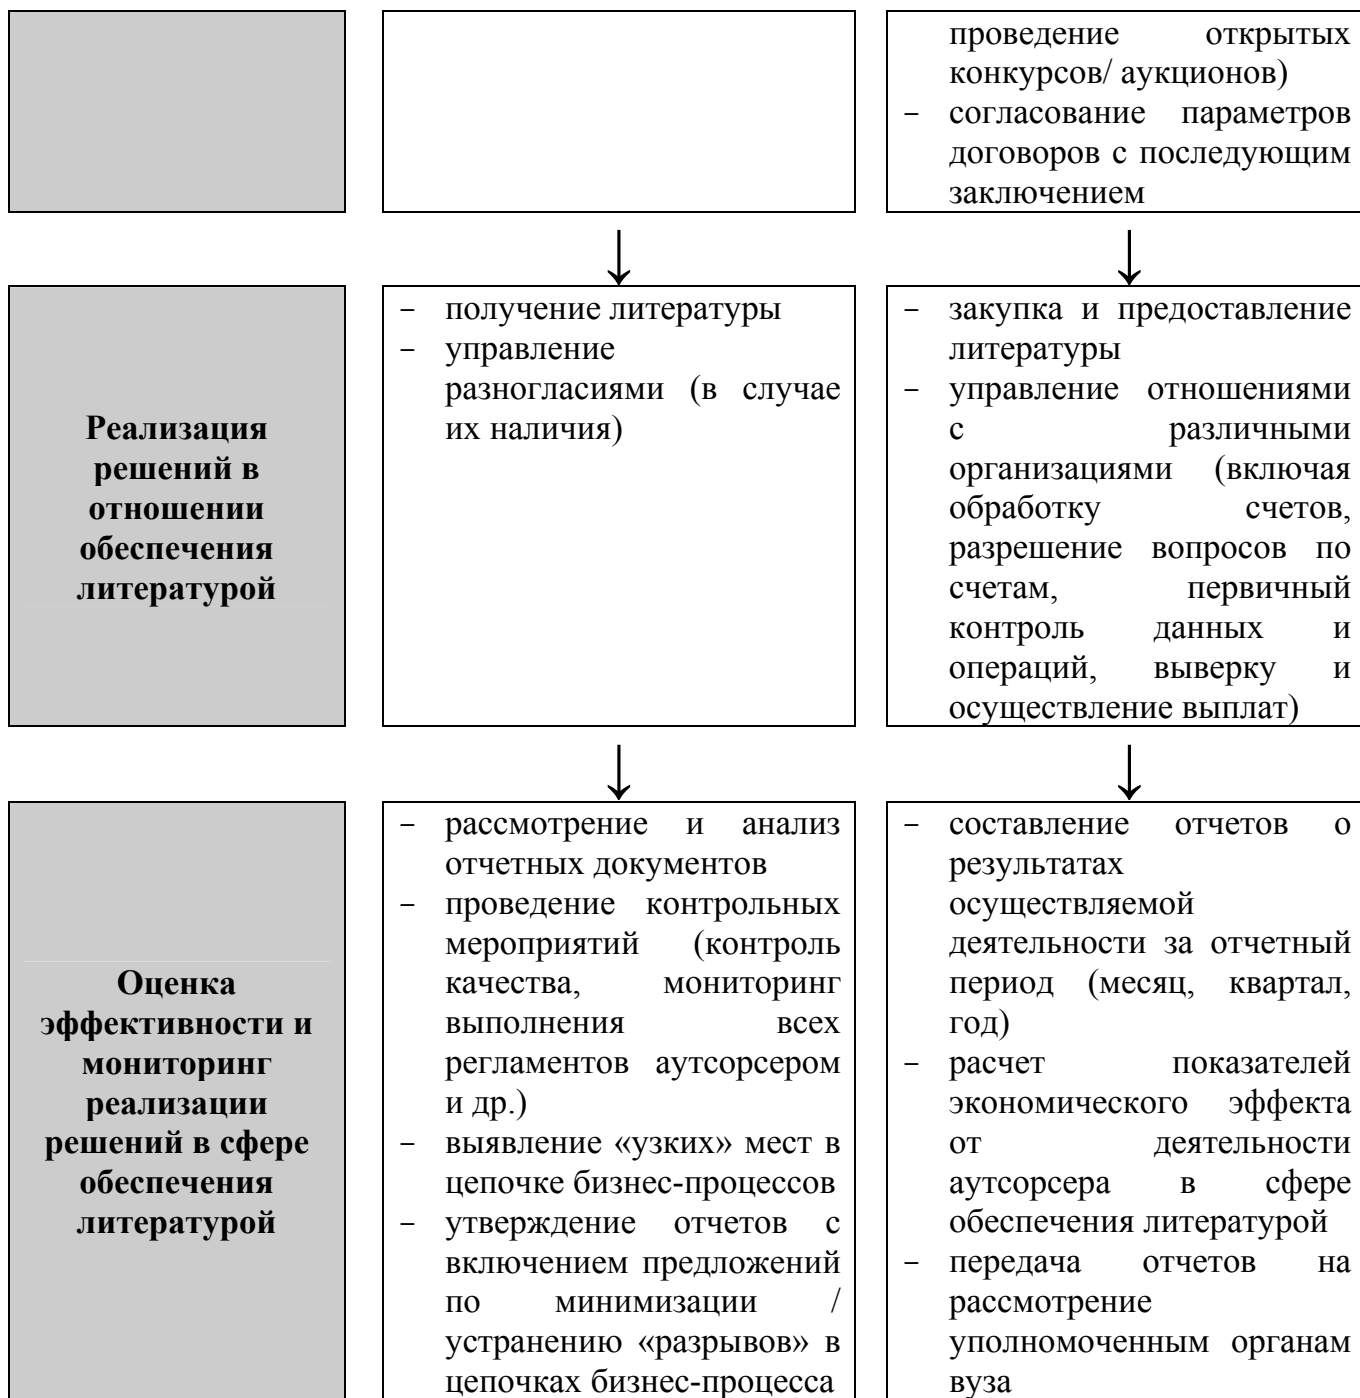 проведение открытых
конкурсов/ аукционов)
- согласование параметров
договоров с последующим
заключением
↓ ↓
Реализация
решений в
отношении
обеспечения
литературой
- получение литературы
- управление
разногласиями (в случае
их наличия)
- закупка и предоставление
литературы
- управление отношениями
с различными
организациями (включая
обработку счетов,
разрешение вопросов по
счетам, первичный
контроль данных и
операций, выверку и
осуществление выплат)
↓ ↓
Оценка
эффективности и
мониторинг
реализации
решений в сфере
обеспечения
литературой
- рассмотрение и анализ
отчетных документов
- проведение контрольных
мероприятий (контроль
качества, мониторинг
выполнения всех
регламентов аутсорсером
и др.)
- выявление «узких» мест в
цепочке бизнес-процессов
- утверждение отчетов с
включением предложений
по минимизации /
устранению «разрывов» в
цепочках бизнес-процесса
- составление отчетов о
результатах
осуществляемой
деятельности за отчетный
период (месяц, квартал,
год)
- расчет показателей
экономического эффекта
от деятельности
аутсорсера в сфере
обеспечения литературой
- передача отчетов на
рассмотрение
уполномоченным органам
вуза